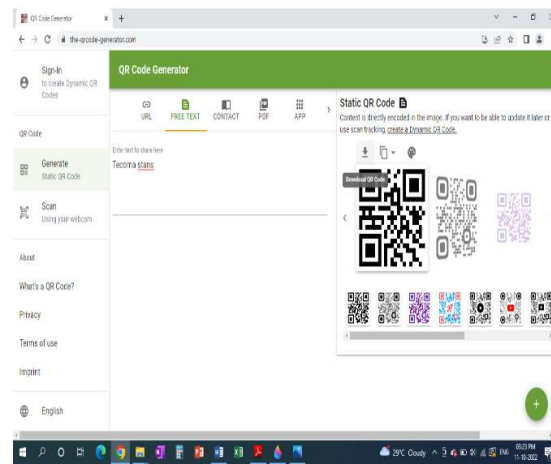 QR Code Generator
the-qrcode-generator.com
Sign-In
to create Dynamic QR
Codes
QR Code
Generate
Static QR Code
Scan
Using your webcam
About
What's a QR Code?
Privacy
Terms of use
Imprint
English
QR Code Generator
URL
FREE TEXT
CONTACT
PDF
APP
Enter text to share here
Tecoma stans
Static QR Code
Content is directly encoded in the image. If you want to be able to update it later or
use scan tracking, create a Dynamic QR Code.
Download QR Code
29°C Cloudy
ENG
08:23 PM
11-10-2022